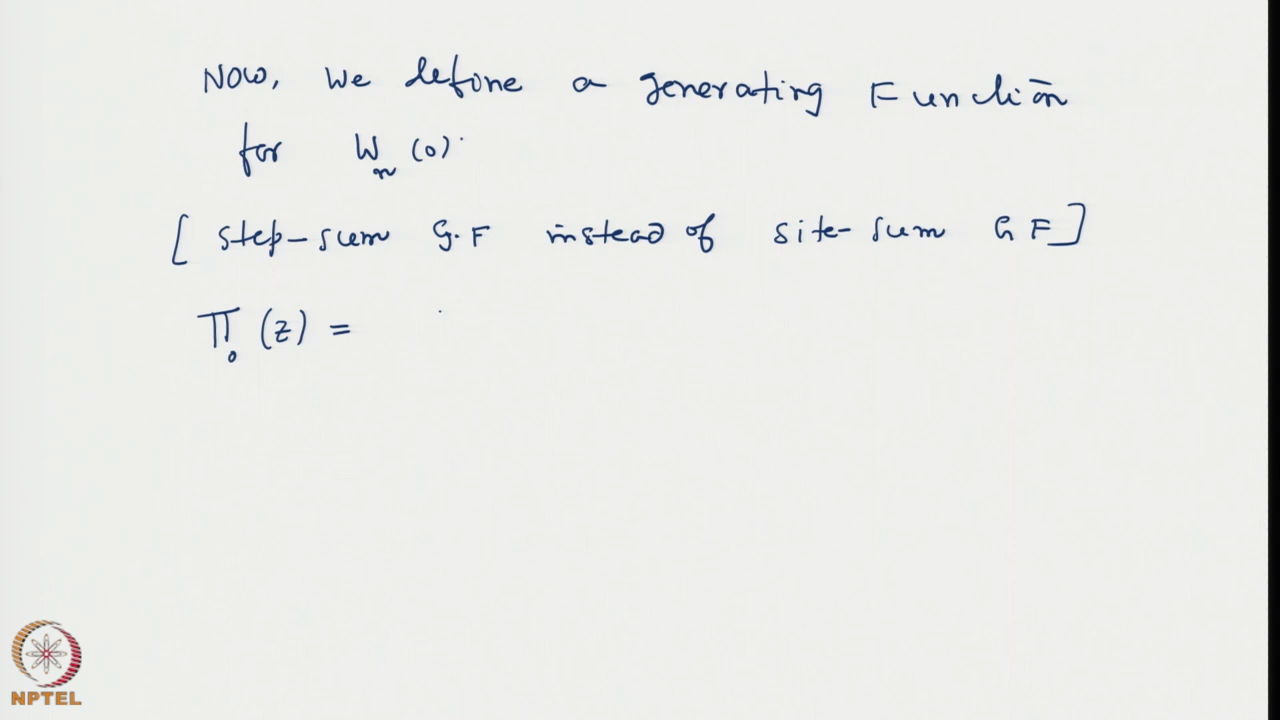 Now, we define a generating Function
for W_n (0).
[ step-sum G.F instead of site-sum G F ]
Π_0 (z) =
NPTEL